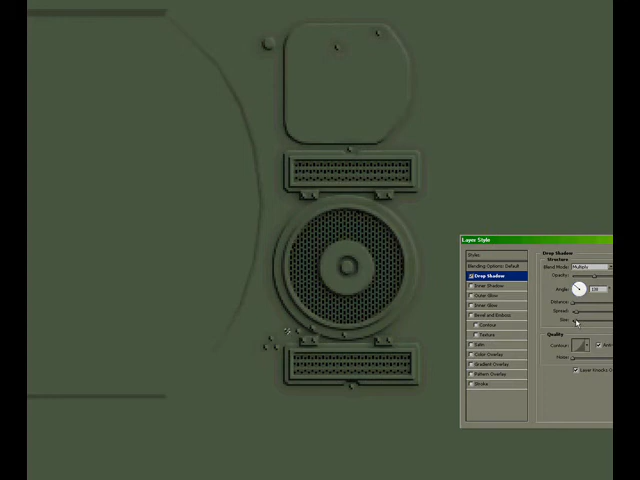 Layer Style
Styles
Blending Options: Default
Drop Shadow
Inner Shadow
Outer Glow
Inner Glow
Bevel and Emboss
Contour
Texture
Satin
Color Overlay
Gradient Overlay
Pattern Overlay
Stroke
Drop Shadow
Structure
Blend Mode: Multiply
Opacity:
Angle:
Distance:
Spread:
Size:
Quality
Contour:
Noise:
Layer Knocks O